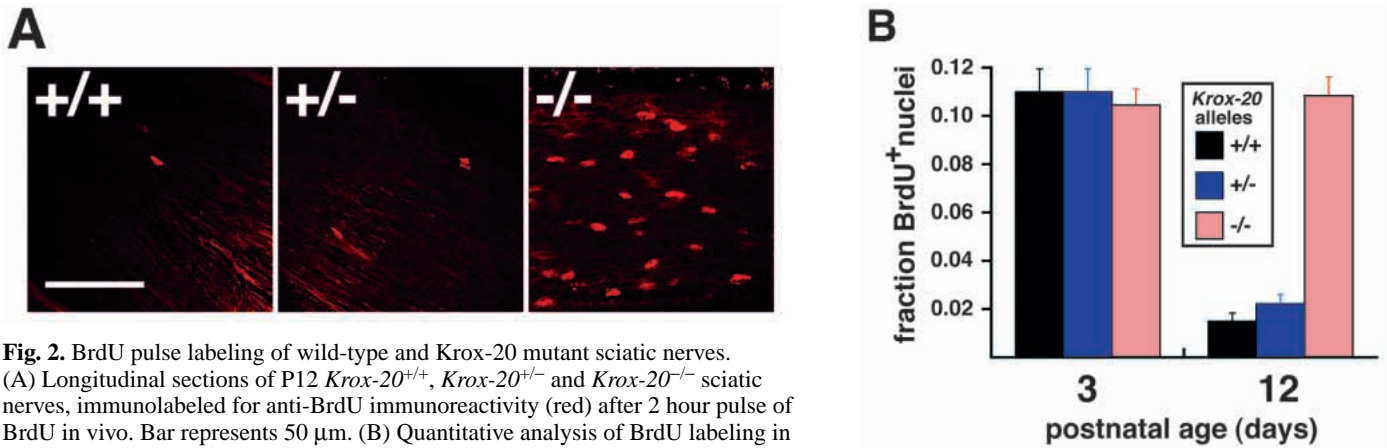 A
+/+ +/- -/-
Fig. 2. BrdU pulse labeling of wild-type and Krox-20 mutant sciatic nerves.
(A) Longitudinal sections of P12 Krox-20+/+, Krox-20+/– and Krox-20–/– sciatic
nerves, immunolabeled for anti-BrdU immunoreactivity (red) after 2 hour pulse of
BrdU in vivo. Bar represents 50 μm. (B) Quantitative analysis of BrdU labeling in
B
fraction BrdU+nuclei
0.12
0.10
0.08
0.06
0.04
0.02
Krox-20
alleles
+/+
+/-
-/-
3 12
postnatal age (days)